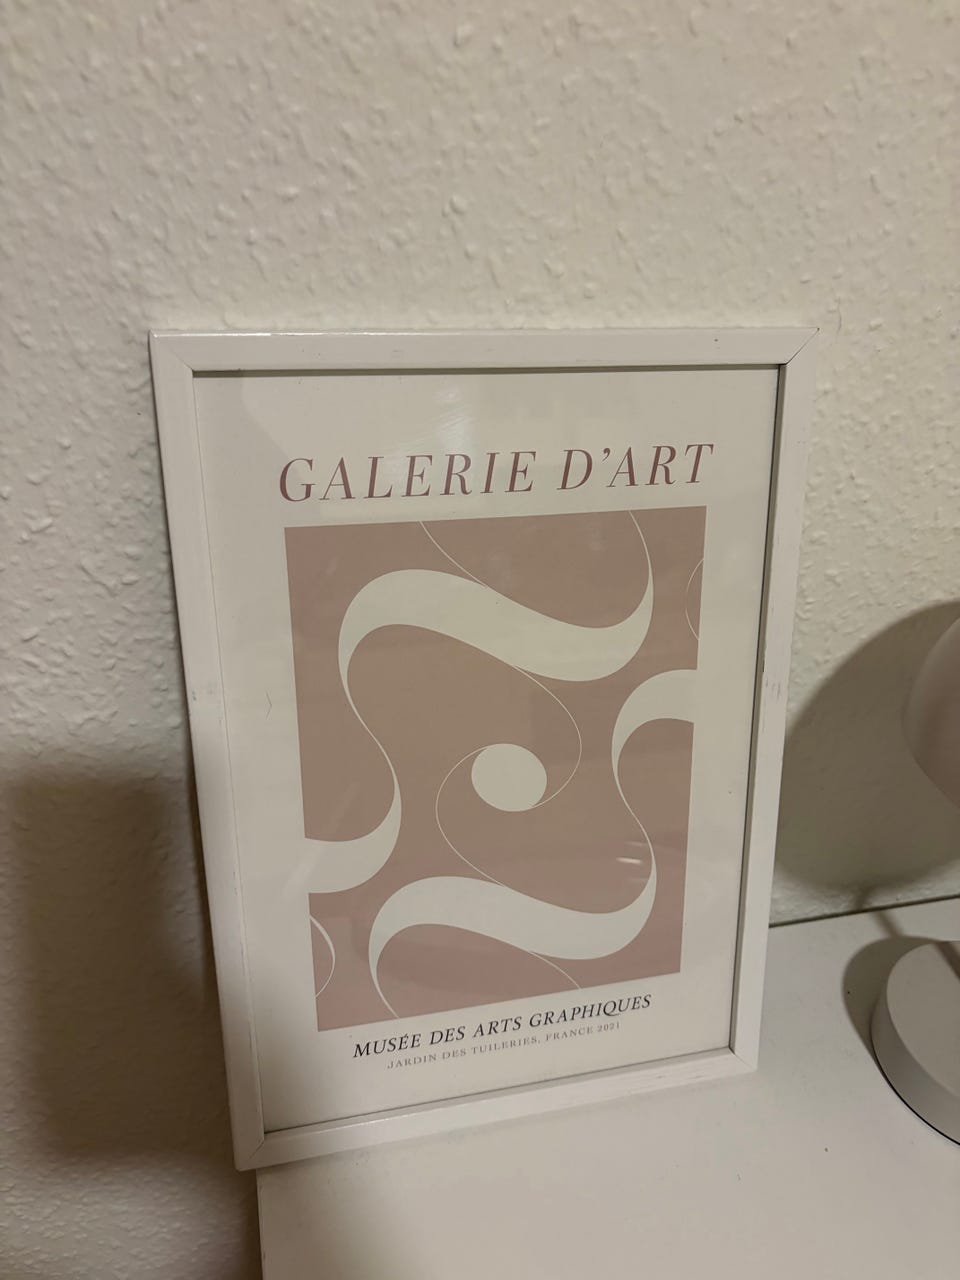 GALERIE D’ART
MUSÉE DES ARTS GRAPHIQUES
JARDIN DES TUILERIES, FRANCE 2021